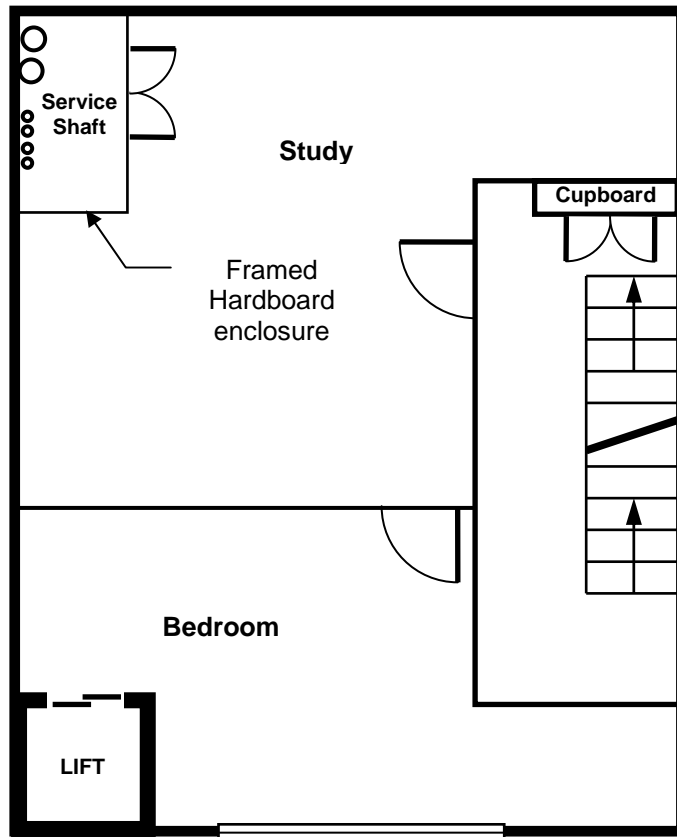 Service
Shaft
Study
Cupboard
Framed
Hardboard
enclosure
Bedroom
LIFT